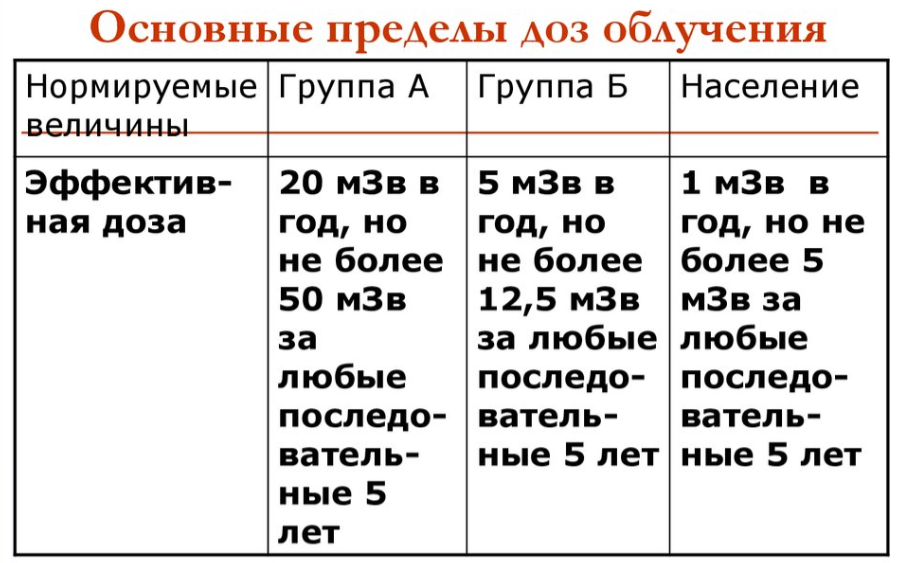 Основные пределы доз облучения
Нормируемые
величины
Группа А
Группа Б
Население
Эффектив-
ная доза
20 мЗв в
год, но
не более
50 мЗв
за
любые
последо-
ватель-
ные 5
лет
5 мЗв в
год, но
не более
12,5 мЗв
за любые
последо-
ватель-
ные 5 лет
1 мЗв в
год, но не
более 5
мЗв за
любые
последо-
ватель-
ные 5 лет